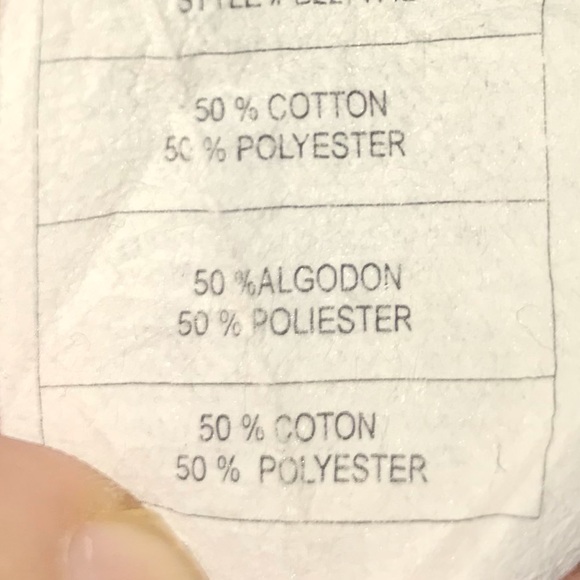 50 % COTTON
50 % POLYESTER
50 %ALGODON
50 % POLIESTER
50 % COTON
50 % POLYESTER